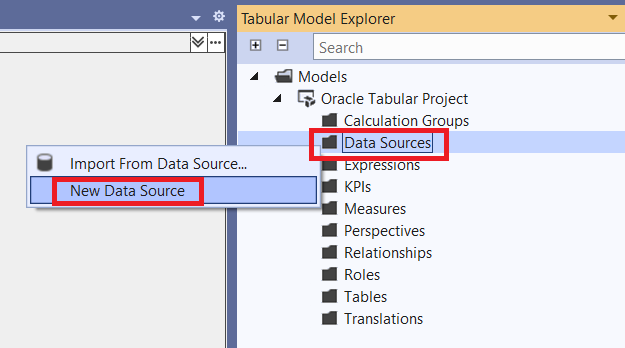 Tabular Model Explorer
Search
Models
Oracle Tabular Project
Calculation Groups
Data Sources
Import From Data Source...
New Data Source
Expressions
KPIs
Measures
Perspectives
Relationships
Roles
Tables
Translations